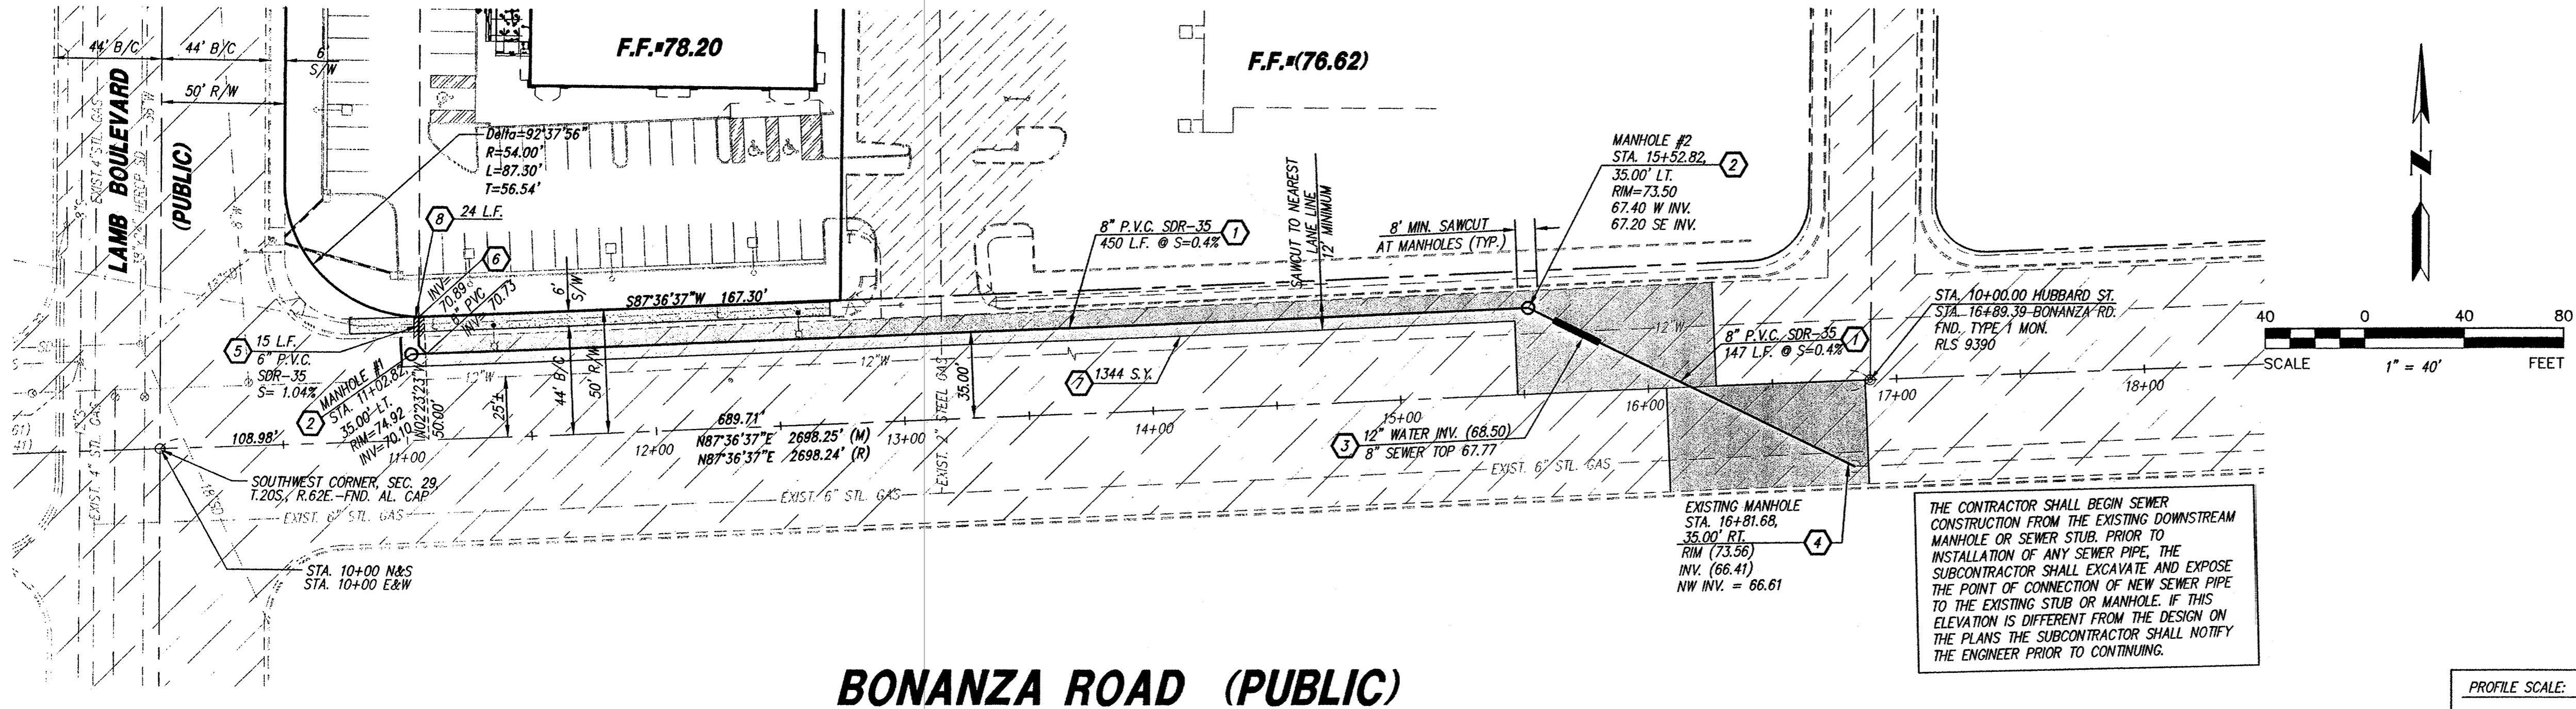 44' B/C
44' B/C
6'
S/W
50' R/W
LAMB BOULEVARD
(PUBLIC)
EXIST. 4" STL. GAS
F.F.=78.20
F.F.=(76.62)
Delta=92°37'56"
R=54.00'
L=87.30'
T=56.54'
8
24 L.F.
6
INV=
70.89
8" PVC
INV= 70.73
6'
S/W
S87°36'37"W 167.30'
8" P.V.C. SDR-35
450 L.F. @ S=0.4%
1
SAWCUT TO NEAREST
LANE LINE
12' MINIMUM
8' MIN. SAWCUT
AT MANHOLES (TYP.)
MANHOLE #2
STA. 15+52.82,
35.00' LT.
RIM=73.50
67.40 W INV.
67.20 SE INV.
2
N
STA. 10+00.00 HUBBARD ST.
STA. 16+89.39 BONANZA RD.
FND. TYPE 1 MON.
RLS 9390
40 0 40 80
SCALE 1" = 40' FEET
5
15 L.F.
6" P.V.C.
SDR-35
S= 1.04%
2
MANHOLE #1
STA. 11+02.82,
35.00' LT.
RIM=74.92
INV=70.10
N02°23'23"W
50.00'
12"W
12"W
12"W
25'±
44' B/C
50' R/W
35.00'
EXIST. 2" STEEL GAS
7
1344 S.Y.
8" P.V.C. SDR-35
147 L.F. @ S=0.4%
1
108.98'
689.71'
N87°36'37"E 2698.25' (M)
N87°36'37"E 2698.24' (R)
11+00
12+00
13+00
14+00
15+00
16+00
17+00
18+00
3
12" WATER INV. (68.50)
8" SEWER TOP 67.77
SOUTHWEST CORNER, SEC. 29,
T.20S., R.62E.-FND. AL. CAP
EXIST. 4" STL. GAS
18" SD
EXIST. 6" STL. GAS
EXIST. 6" STL. GAS
EXIST. 6" STL. GAS
STA. 10+00 N&S
STA. 10+00 E&W
EXISTING MANHOLE
STA. 16+81.68,
35.00' RT.
RIM (73.56)
INV. (66.41)
NW INV. = 66.61
4
THE CONTRACTOR SHALL BEGIN SEWER
CONSTRUCTION FROM THE EXISTING DOWNSTREAM
MANHOLE OR SEWER STUB. PRIOR TO
INSTALLATION OF ANY SEWER PIPE, THE
SUBCONTRACTOR SHALL EXCAVATE AND EXPOSE
THE POINT OF CONNECTION OF NEW SEWER PIPE
TO THE EXISTING STUB OR MANHOLE. IF THIS
ELEVATION IS DIFFERENT FROM THE DESIGN ON
THE PLANS THE SUBCONTRACTOR SHALL NOTIFY
THE ENGINEER PRIOR TO CONTINUING.
BONANZA ROAD (PUBLIC)
PROFILE SCALE: